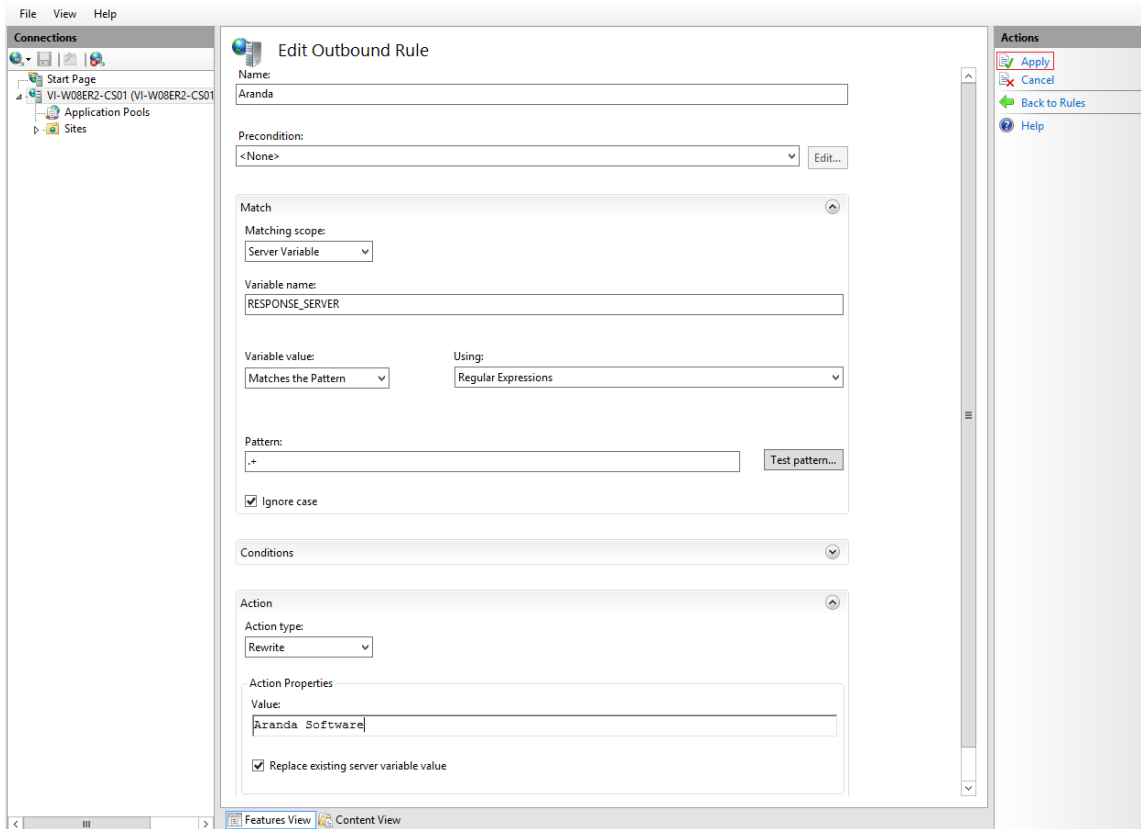 File View Help
Connections
Start Page
VI-W08ER2-CS01 (VI-W08ER2-CS01
Application Pools
Sites
Edit Outbound Rule
Name:
Aranda
Precondition:
<None>
Edit...
Match
Matching scope:
Server Variable
Variable name:
RESPONSE_SERVER
Variable value:
Using:
Matches the Pattern
Regular Expressions
Pattern:
.+
Test pattern...
Ignore case
Conditions
Action
Action type:
Rewrite
Action Properties
Value:
Aranda Software
Replace existing server variable value
Features View
Content View
Actions
Apply
Cancel
Back to Rules
Help